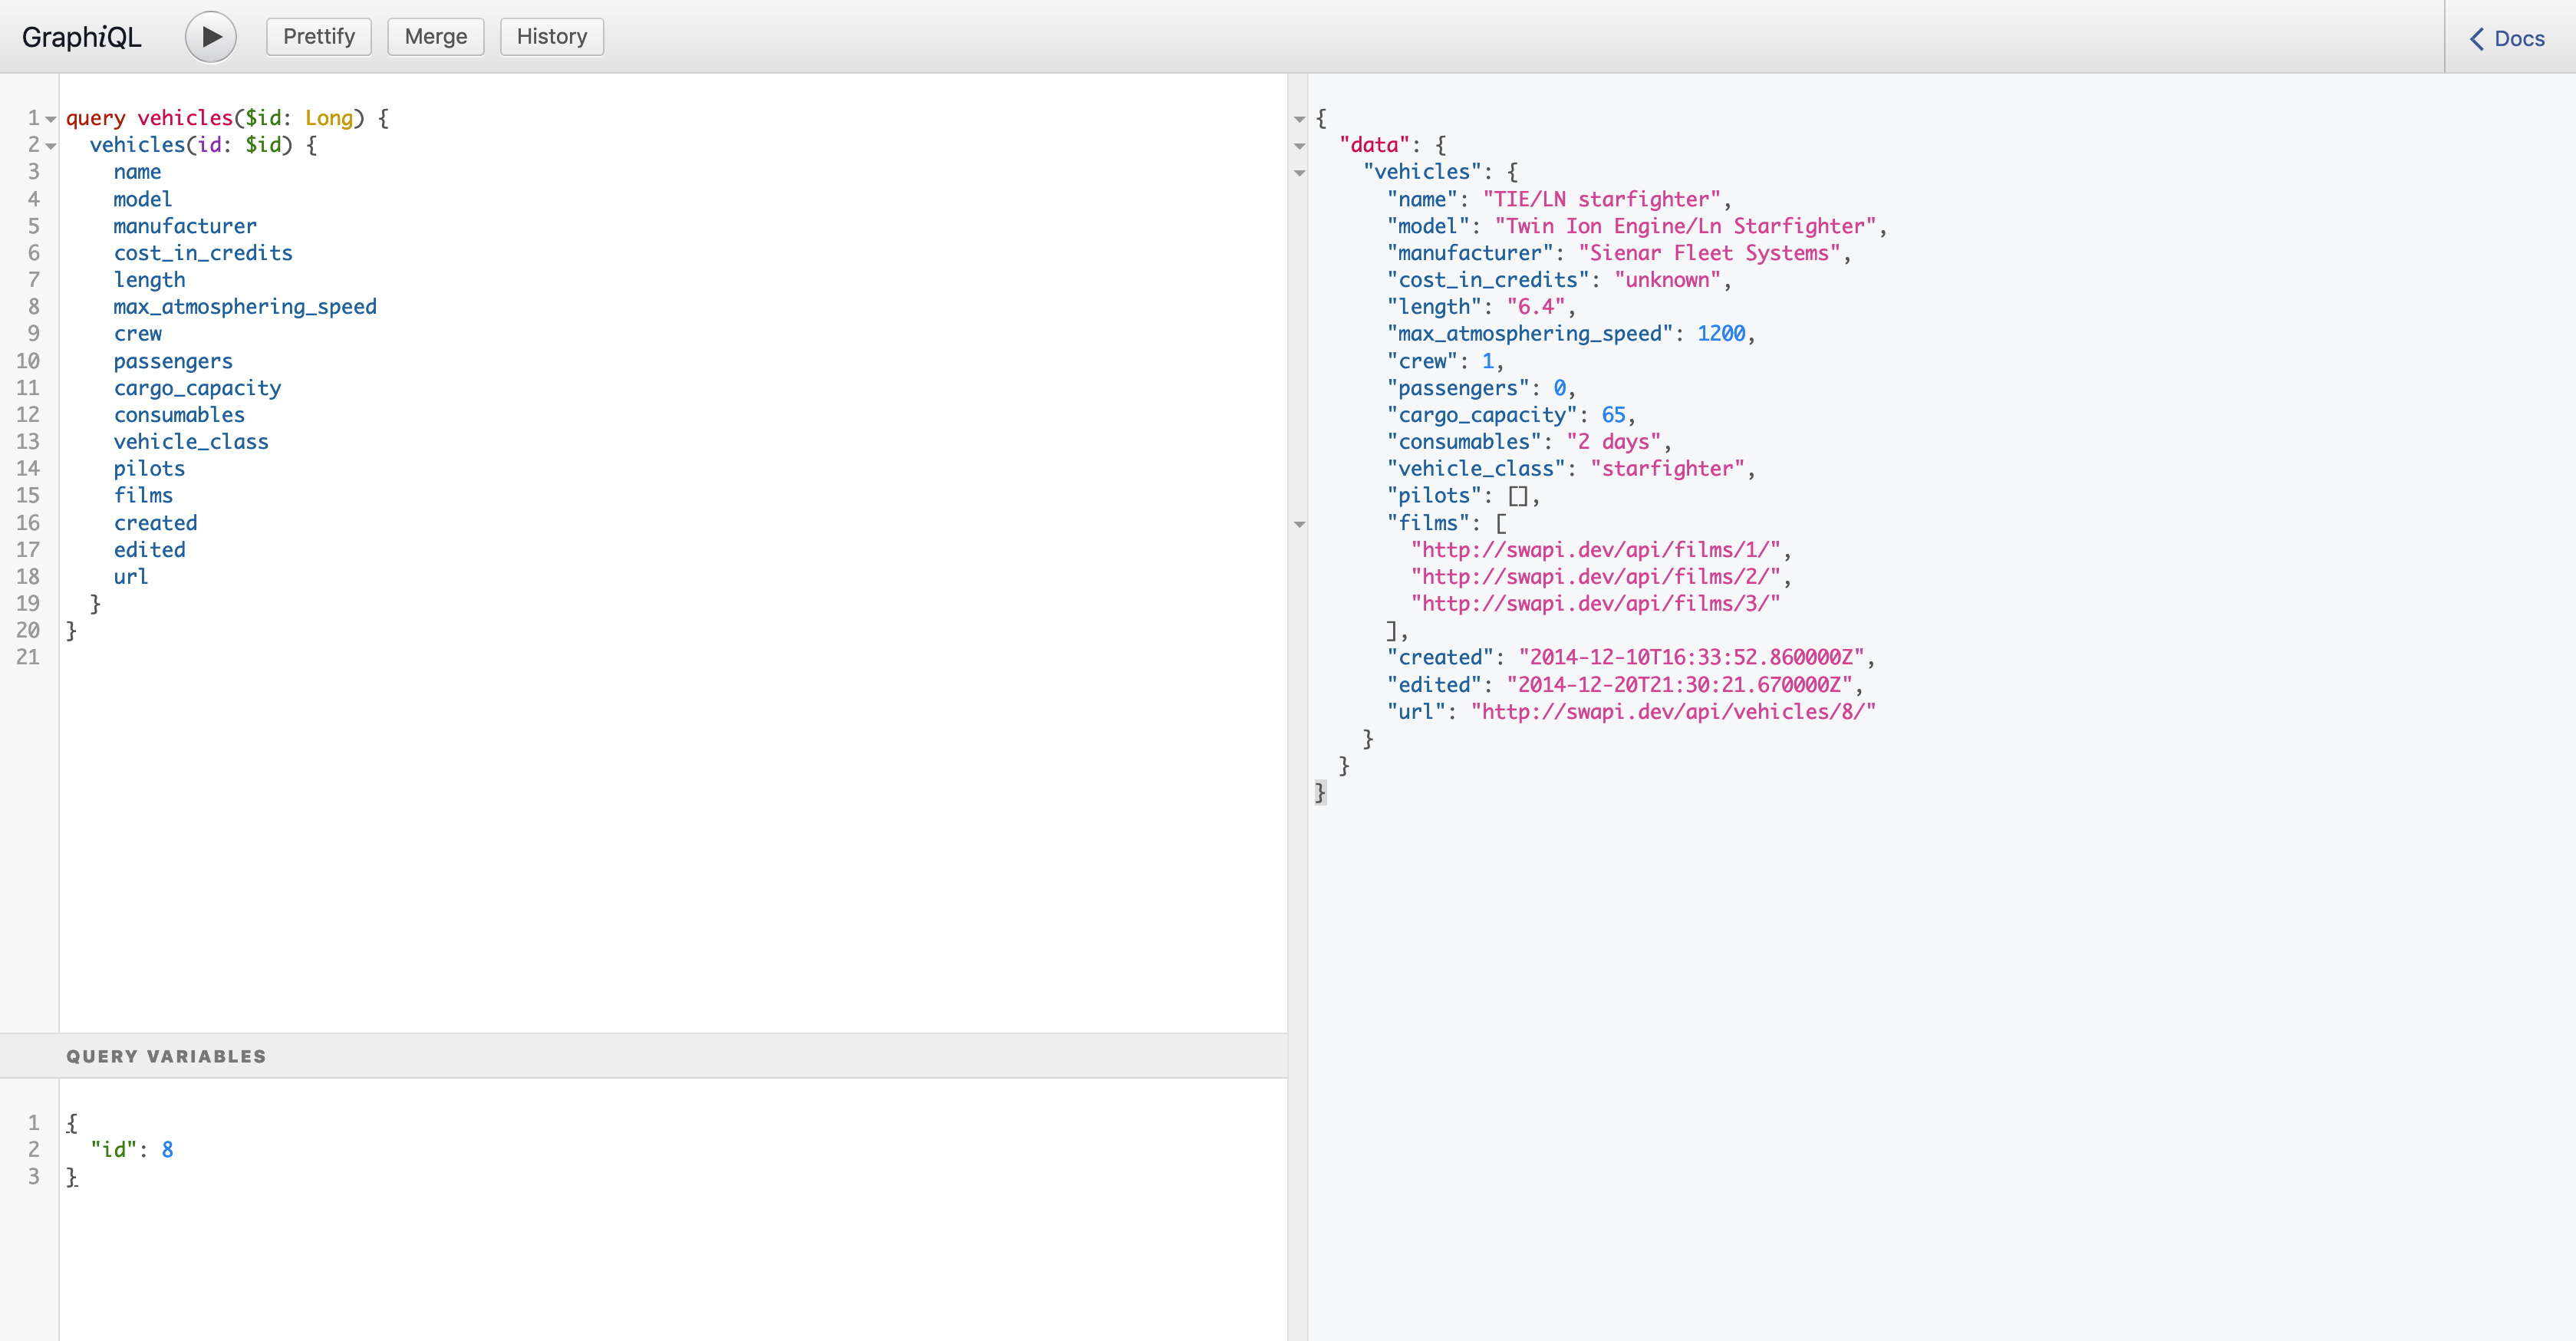 GraphiQL Prettify Merge History Docs
1 query vehicles($id: Long) {
2   vehicles(id: $id) {
3     name
4     model
5     manufacturer
6     cost_in_credits
7     length
8     max_atmosphering_speed
9     crew
10     passengers
11     cargo_capacity
12     consumables
13     vehicle_class
14     pilots
15     films
16     created
17     edited
18     url
19   }
20 }
21
QUERY VARIABLES
1 {
2   "id": 8
3 }
{
  "data": {
    "vehicles": {
      "name": "TIE/LN starfighter",
      "model": "Twin Ion Engine/Ln Starfighter",
      "manufacturer": "Sienar Fleet Systems",
      "cost_in_credits": "unknown",
      "length": "6.4",
      "max_atmosphering_speed": 1200,
      "crew": 1,
      "passengers": 0,
      "cargo_capacity": 65,
      "consumables": "2 days",
      "vehicle_class": "starfighter",
      "pilots": [],
      "films": [
        "http://swapi.dev/api/films/1/",
        "http://swapi.dev/api/films/2/",
        "http://swapi.dev/api/films/3/"
      ],
      "created": "2014-12-10T16:33:52.860000Z",
      "edited": "2014-12-20T21:30:21.670000Z",
      "url": "http://swapi.dev/api/vehicles/8/"
    }
  }
}